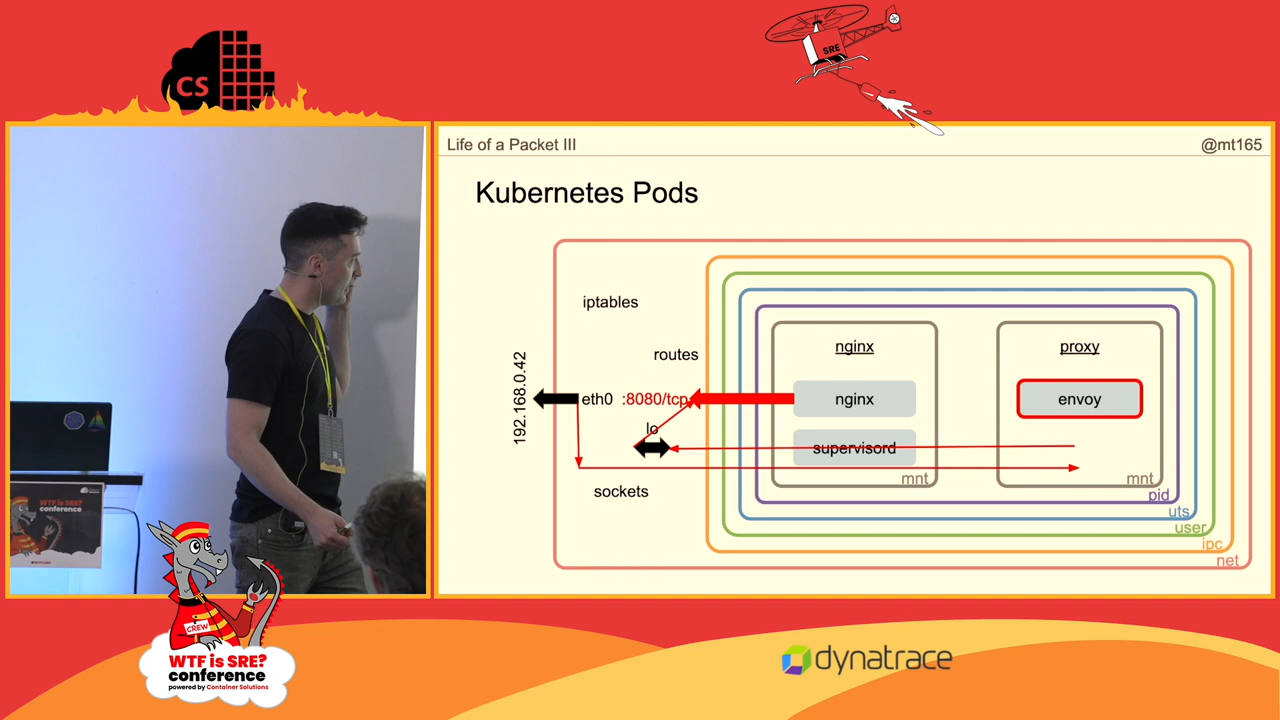 CS
SRE
Life of a Packet III
@mt165
Kubernetes Pods
iptables
routes
192.168.0.42
eth0 :8080/tcp
lo
sockets
nginx
nginx
supervisord
mnt
proxy
envoy
mnt
pid
uts
user
ipc
net
WTF is SRE?
conference
CREW
WTF is SRE?
conference
powered by Container Solutions
dynatrace